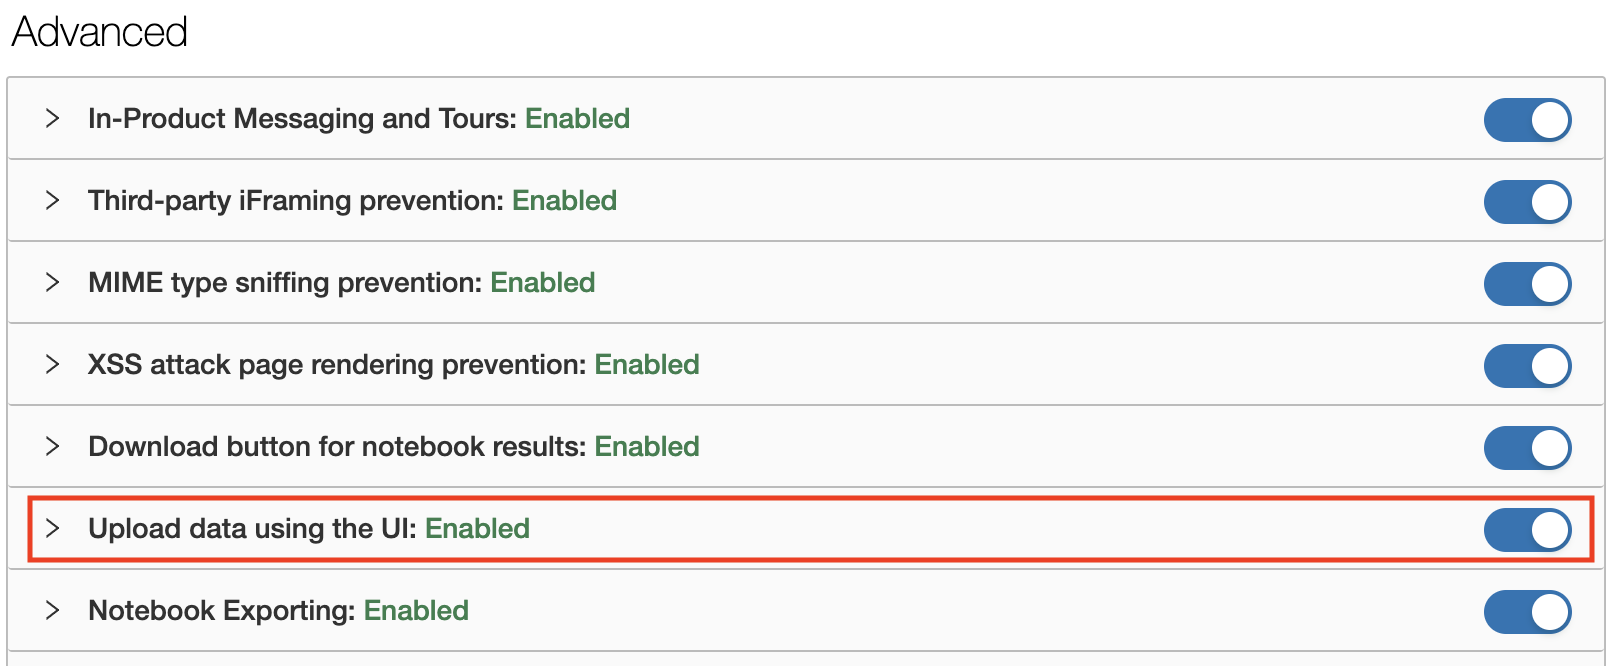 Advanced
In-Product Messaging and Tours: Enabled
Third-party iFraming prevention: Enabled
MIME type sniffing prevention: Enabled
XSS attack page rendering prevention: Enabled
Download button for notebook results: Enabled
Upload data using the UI: Enabled
Notebook Exporting: Enabled